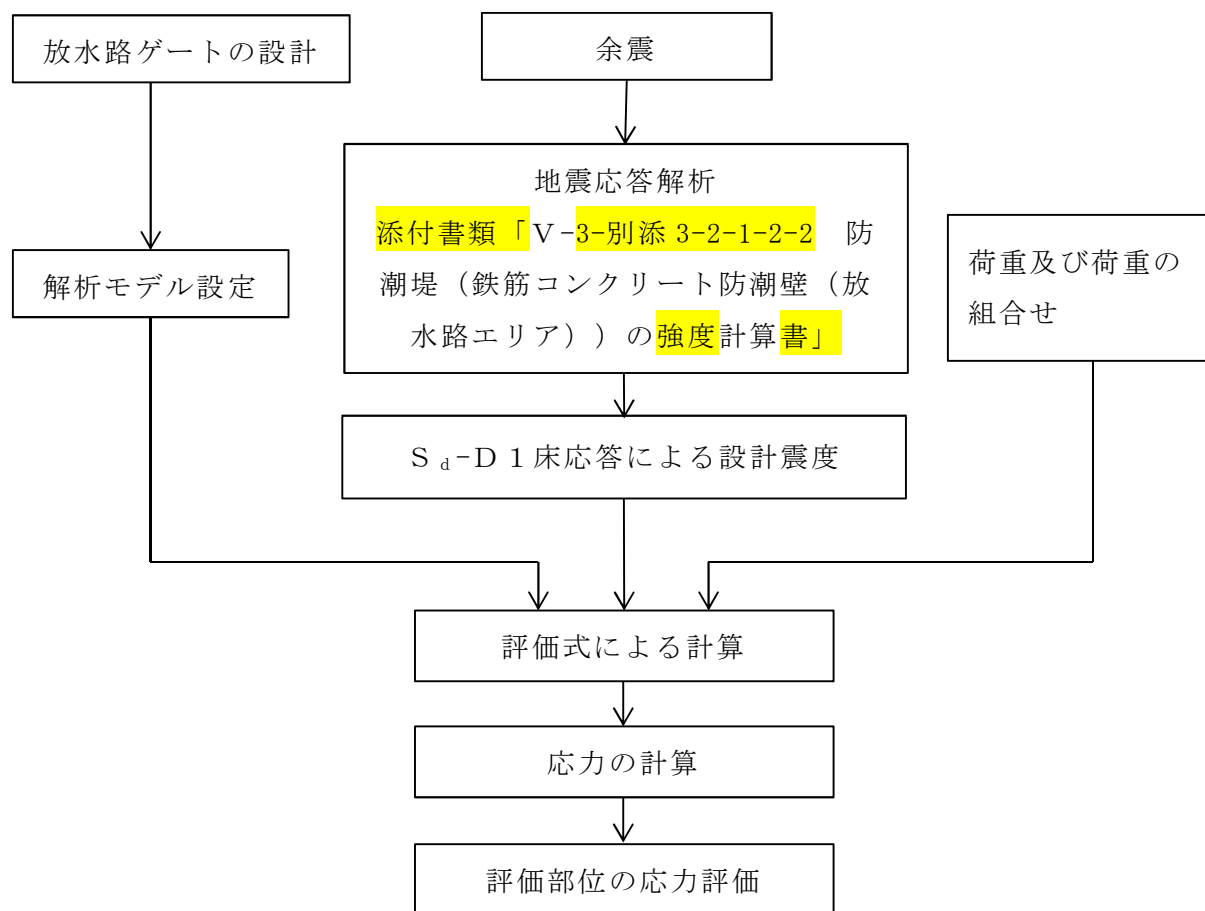 放水路ゲートの設計
余震
地震応答解析
添付書類「Ⅴ-3-別添 3-2-1-2-2　防
潮堤（鉄筋コンクリート防潮壁（放
水路エリア））の強度計算書」
解析モデル設定
荷重及び荷重の
組合せ
Ｓd-Ｄ１床応答による設計震度
評価式による計算
応力の計算
評価部位の応力評価